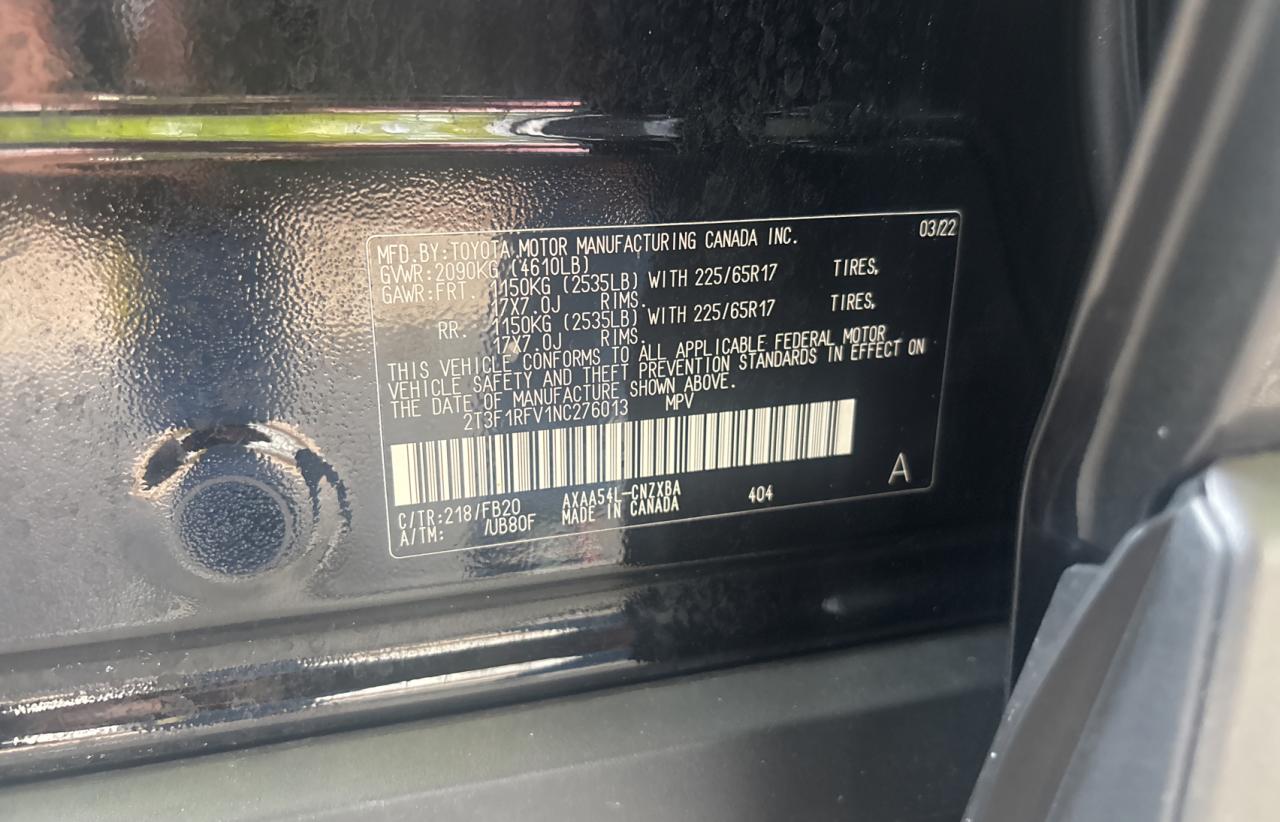 03/22
MFD.BY:TOYOTA MOTOR MANUFACTURING CANADA INC.
GVWR:2090KG (4610LB)
GAWR:FRT. 1150KG (2535LB) WITH 225/65R17 TIRES,
17X7.0J RIMS.
RR. 1150KG (2535LB) WITH 225/65R17 TIRES,
17X7.0J RIMS.
THIS VEHICLE CONFORMS TO ALL APPLICABLE FEDERAL MOTOR
VEHICLE SAFETY AND THEFT PREVENTION STANDARDS IN EFFECT ON
THE DATE OF MANUFACTURE SHOWN ABOVE.
2T3F1RFV1NC276013 MPV
A
C/TR:218/FB20 AXAA54L-CNZXBA 404
A/TM: /UB80F MADE IN CANADA